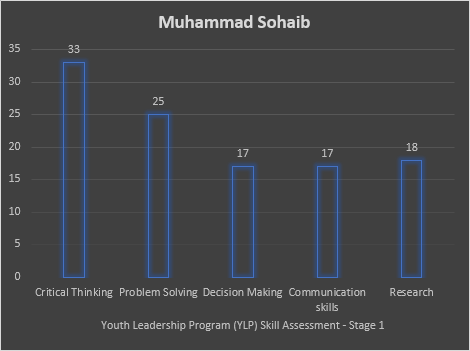 Muhammad Sohaib
35
30
25
20
15
10
5
0
33
25
17
17
18
Critical Thinking
Problem Solving
Decision Making
Communication
skills
Research
Youth Leadership Program (YLP) Skill Assessment - Stage 1